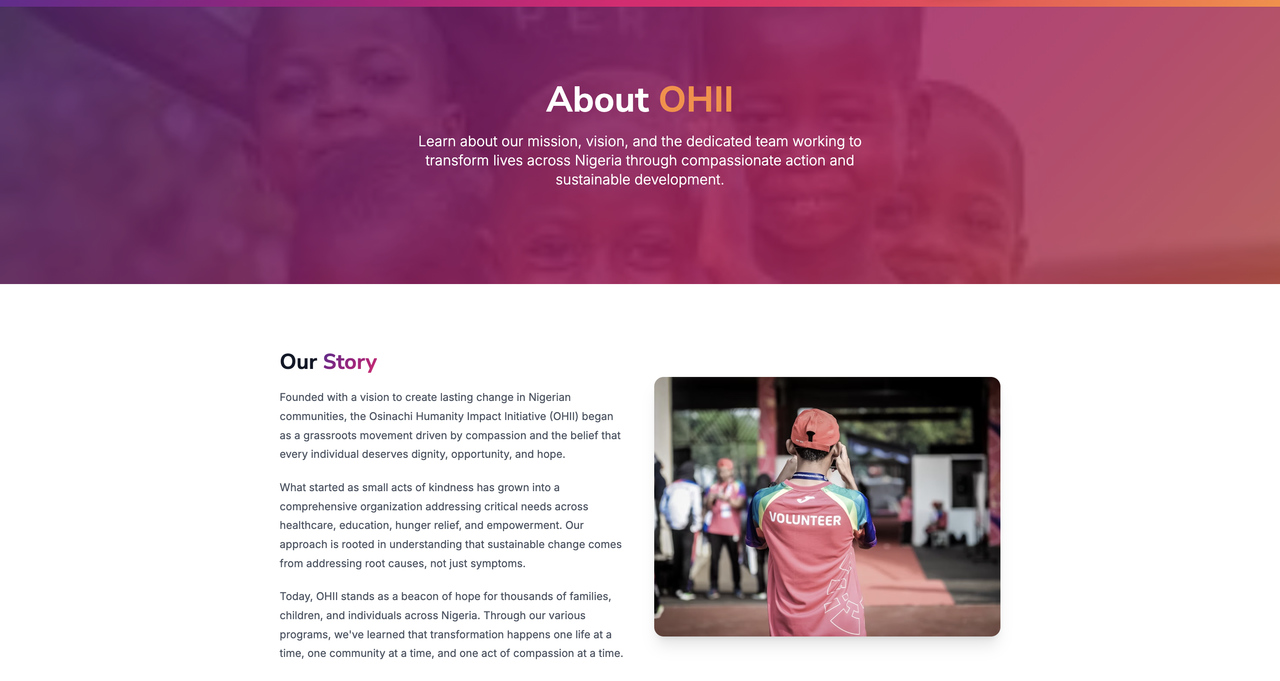 PER
About OHII
Learn about our mission, vision, and the dedicated team working to
transform lives across Nigeria through compassionate action and
sustainable development.
Our Story
Founded with a vision to create lasting change in Nigerian
communities, the Osinachi Humanity Impact Initiative (OHII) began
as a grassroots movement driven by compassion and the belief that
every individual deserves dignity, opportunity, and hope.
What started as small acts of kindness has grown into a
comprehensive organization addressing critical needs across
healthcare, education, hunger relief, and empowerment. Our
approach is rooted in understanding that sustainable change comes
from addressing root causes, not just symptoms.
Today, OHII stands as a beacon of hope for thousands of families,
children, and individuals across Nigeria. Through our various
programs, we've learned that transformation happens one life at a
time, one community at a time, and one act of compassion at a time.
VOLUNTEER